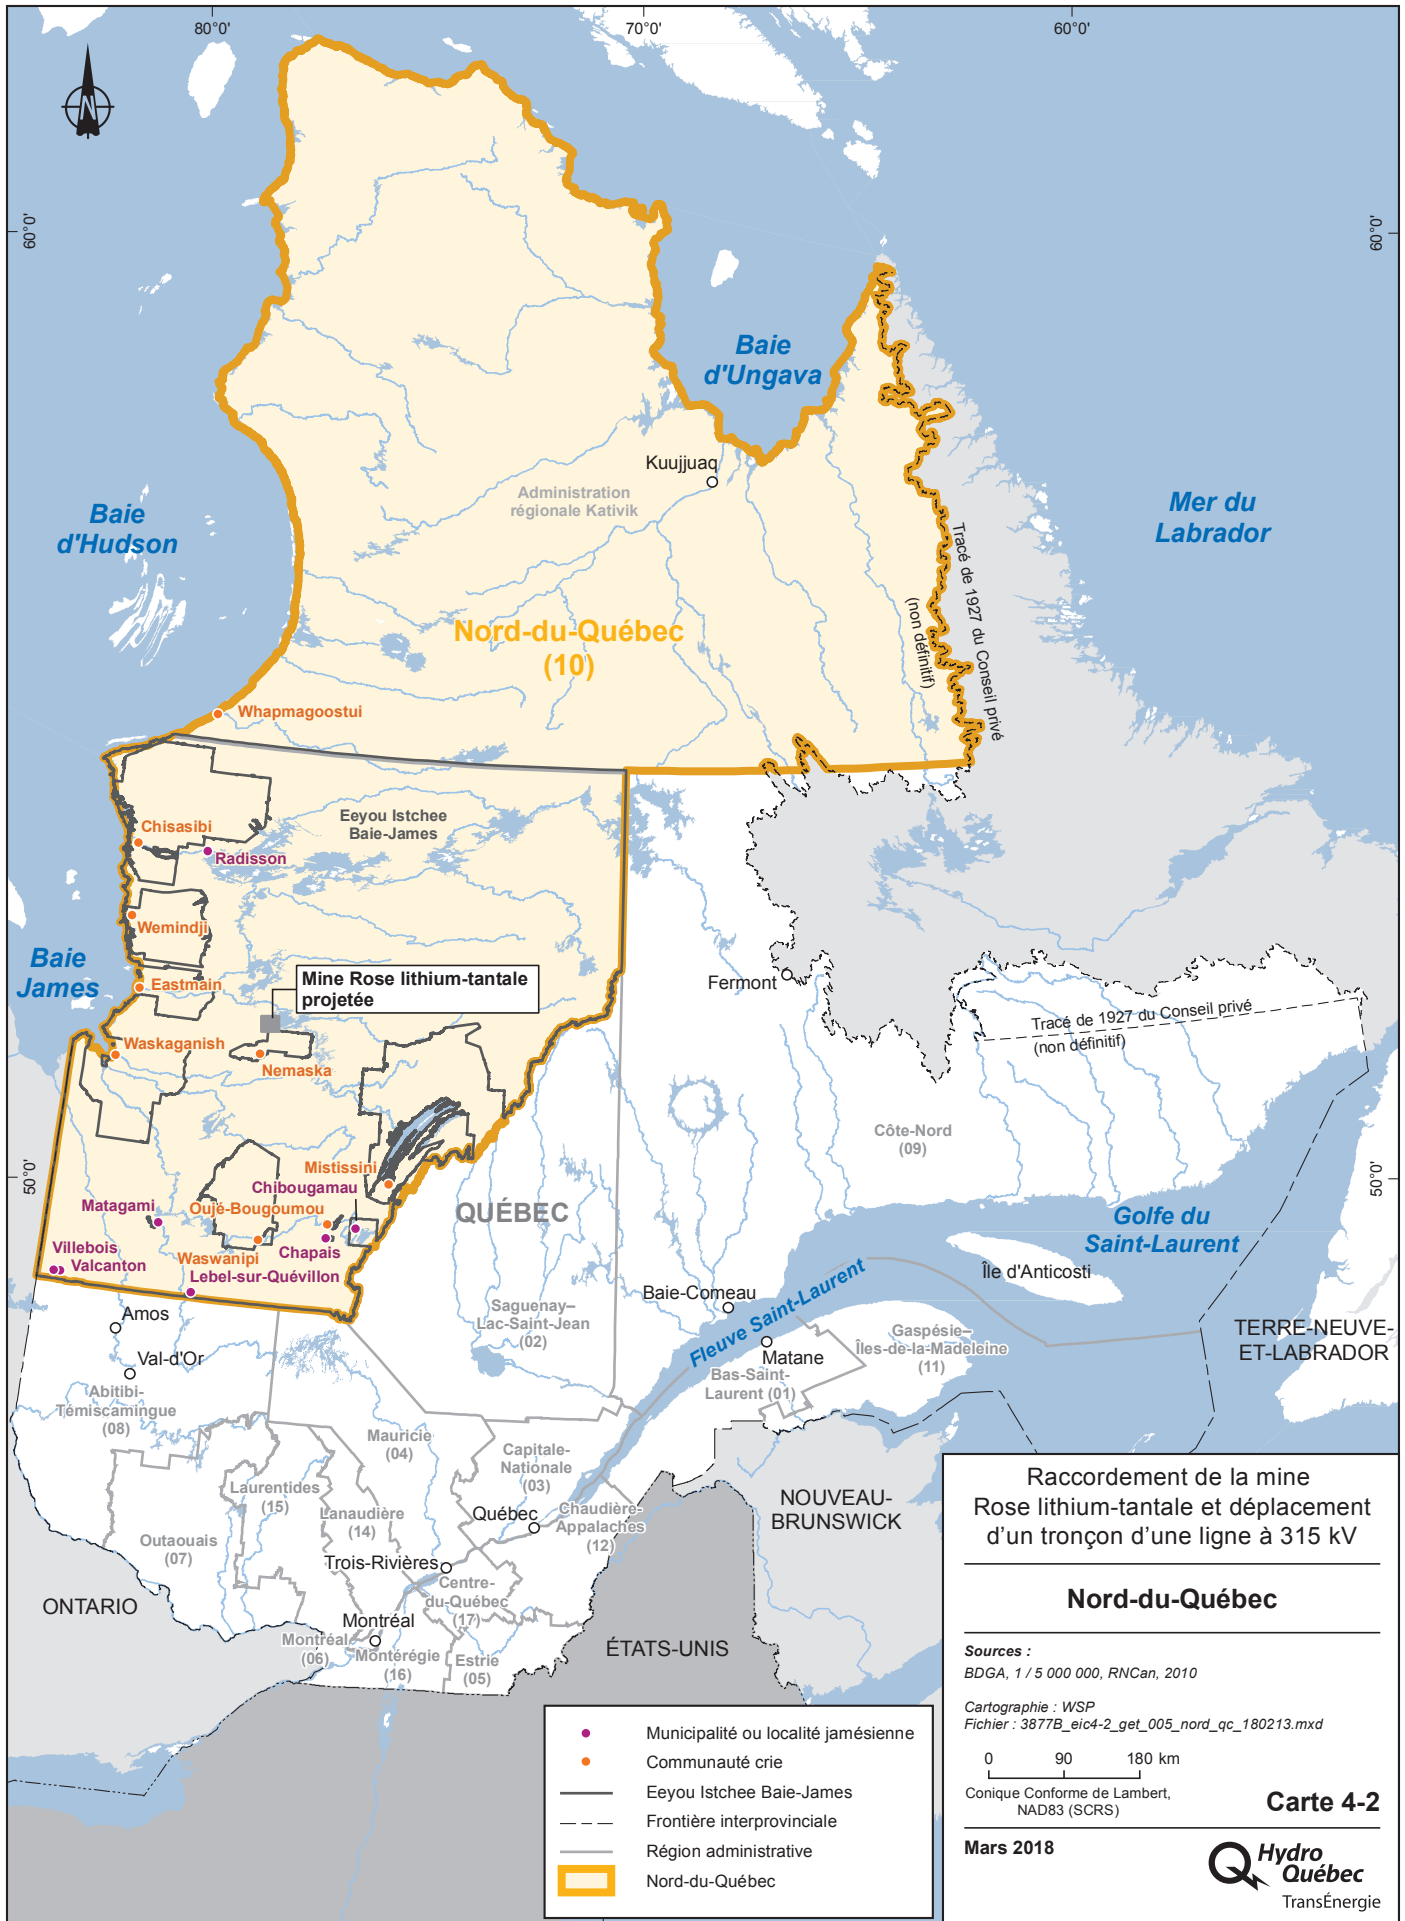 80°0'
70°0'
60°0'
N
60°0'
60°0'
Baie
d'Ungava
Kuujjuaq
Administration
régionale Kativik
Baie
d'Hudson
Mer du
Labrador
Tracé de 1927 du Conseil privé
(non définitif)
Nord-du-Québec
(10)
Whapmagoostui
Eeyou Istchee
Baie-James
Chisasibi
Radisson
Wemindji
Baie
James
Eastmain
Mine Rose lithium-tantale
projetée
Fermont
Tracé de 1927 du Conseil privé
(non définitif)
Waskaganish
Nemaska
Côte-Nord
(09)
50°0'
50°0'
Mistissini
Chibougamau
Matagami
Oujé-Bougoumou
QUÉBEC
Golfe du
Saint-Laurent
Villebois
Valcanton
Waswanipi
Chapais
Lebel-sur-Quévillon
Île d'Anticosti
Amos
Saguenay–
Lac-Saint-Jean
(02)
Baie-Comeau
Fleuve Saint-Laurent
Gaspésie–
Îles-de-la-Madeleine
(11)
TERRE-NEUVE-
ET-LABRADOR
Val-d'Or
Matane
Bas-Saint-
Laurent (01)
Abitibi-
Témiscamingue
(08)
Mauricie
(04)
Capitale-
Nationale
(03)
Laurentides
(15)
Lanaudière
(14)
Québec
Chaudière-
Appalaches
(12)
NOUVEAU-
BRUNSWICK
Outaouais
(07)
Trois-Rivières
Centre-
du-Québec
(17)
ONTARIO
Montréal
Montréal
(06)
Montérégie
(16)
Estrie
(05)
ÉTATS-UNIS
Municipalité ou localité jamésienne
Communauté crie
Eeyou Istchee Baie-James
Frontière interprovinciale
Région administrative
Nord-du-Québec
Raccordement de la mine
Rose lithium-tantale et déplacement
d'un tronçon d'une ligne à 315 kV
Nord-du-Québec
Sources :
BDGA, 1 / 5 000 000, RNCan, 2010
Cartographie : WSP
Fichier : 3877B_eic4-2_get_005_nord_qc_180213.mxd
0 90 180 km
Conique Conforme de Lambert,
NAD83 (SCRS)
Carte 4-2
Mars 2018
Hydro
Québec
TransÉnergie